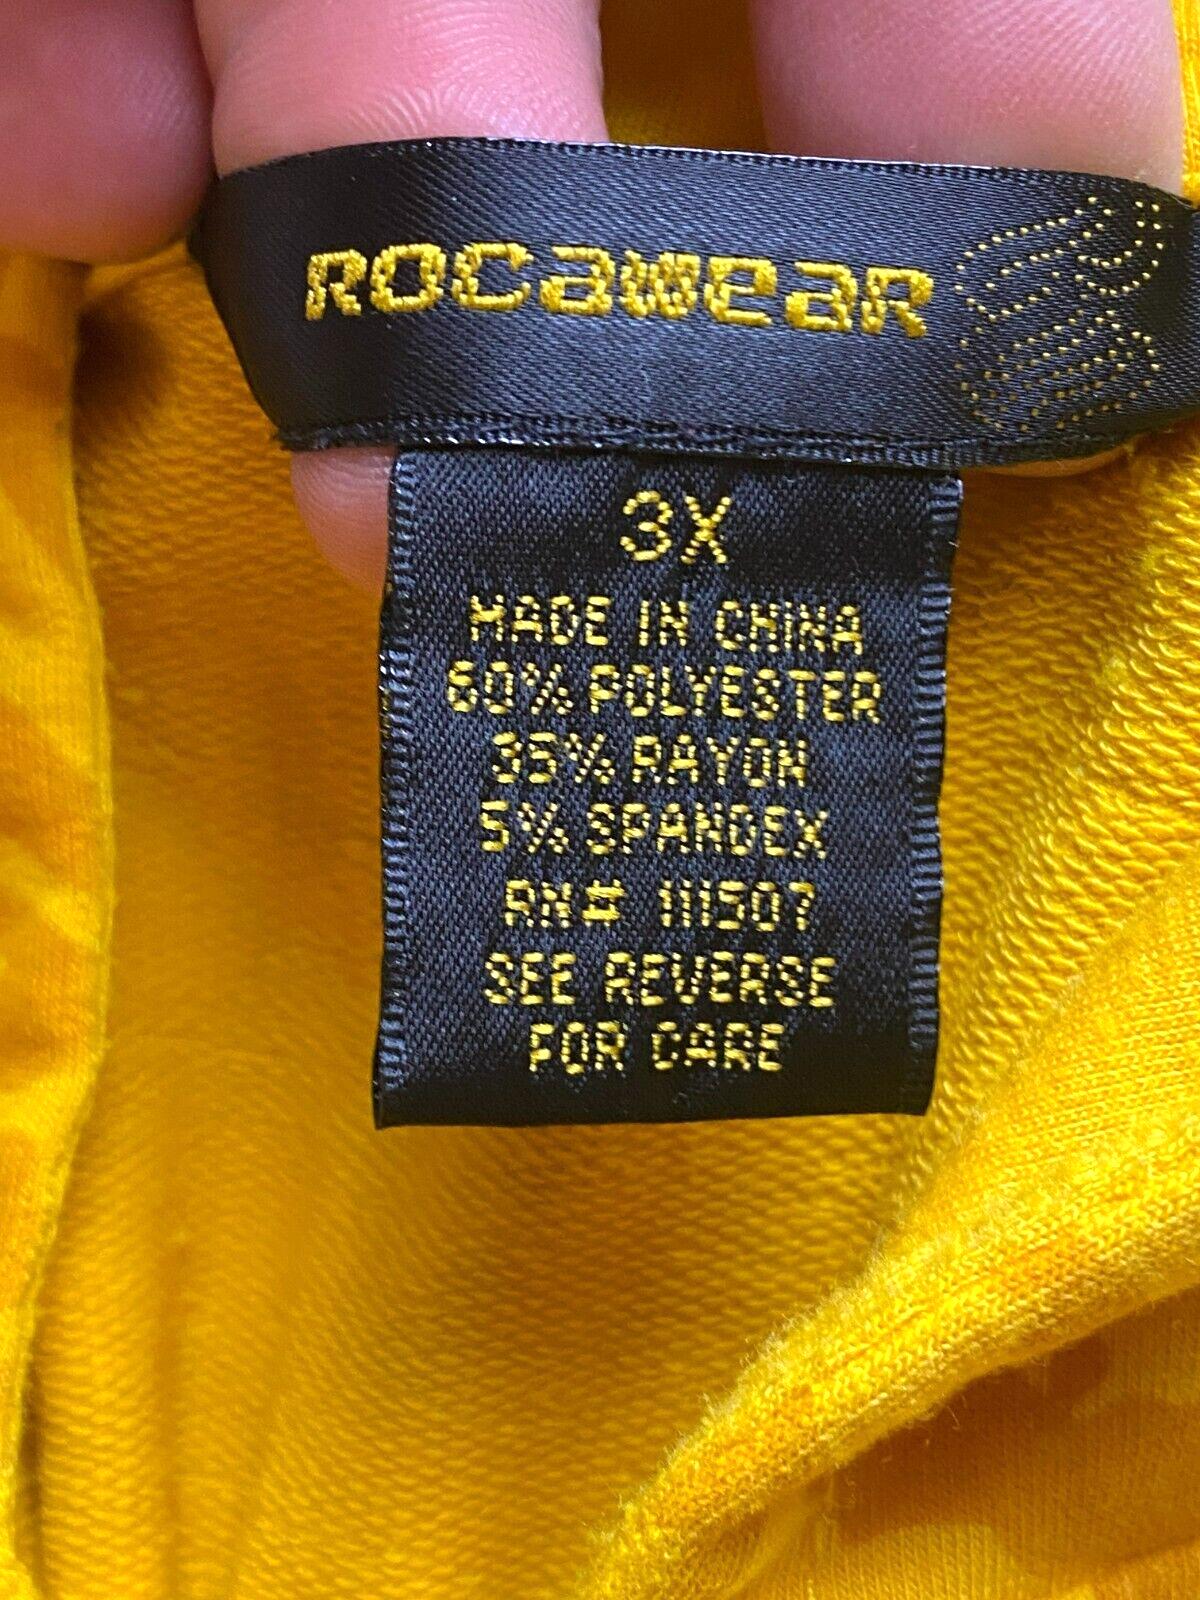 ROCAWEAR
3X
MADE IN CHINA
60% POLYESTER
35% RAYON
5% SPANDEX
RN# 111507
SEE REVERSE
FOR CARE